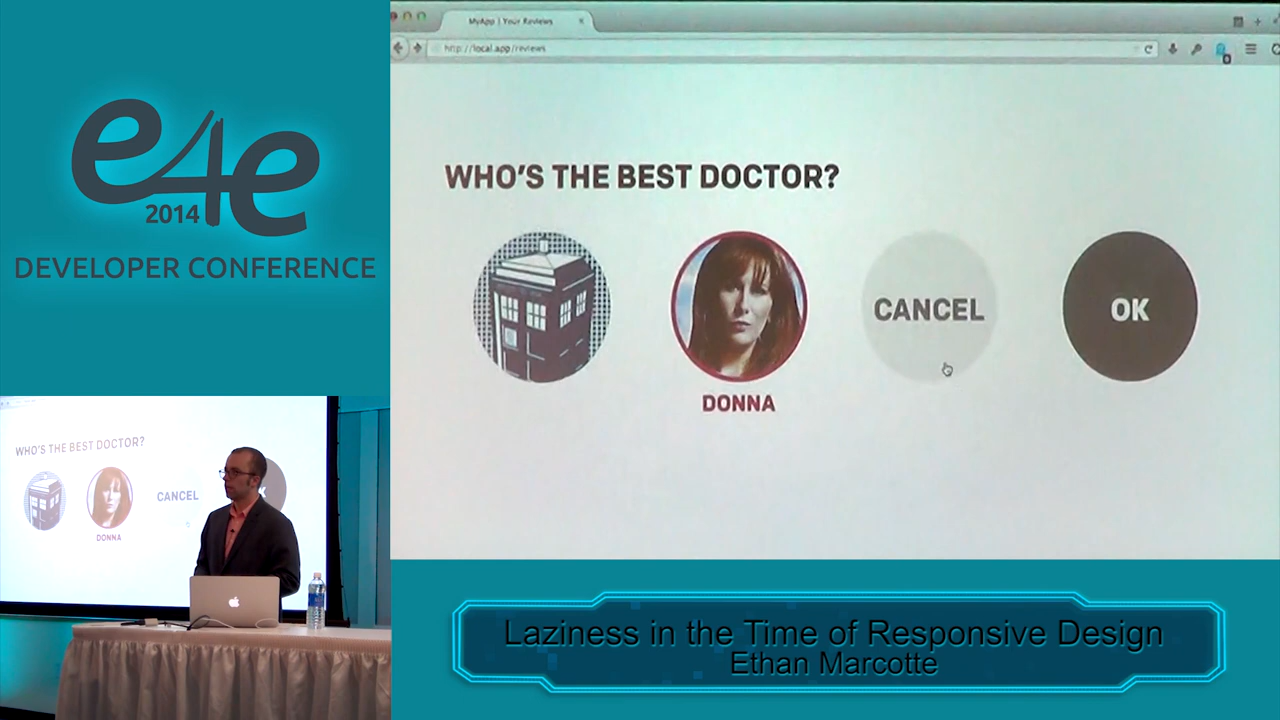 e4e
2014
DEVELOPER CONFERENCE
MyApp | Your Reviews
http://local.app/reviews
WHO'S THE BEST DOCTOR?
CANCEL
OK
DONNA
WHO'S THE BEST DOCTOR?
CANCEL
K
DONNA
Laziness in the Time of Responsive Design
Ethan Marcotte